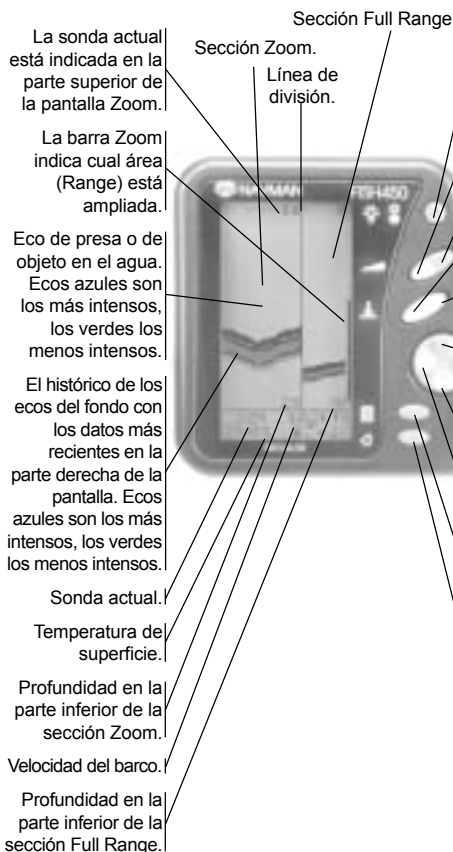 Sección Full Range
La sonda actual
está indicada en la
parte superior de
la pantalla Zoom.
Sección Zoom.
Línea de
división.
La barra Zoom
indica cual área
(Range) está
ampliada.
Eco de presa o de
objeto en el agua.
Ecos azules son
los más intensos,
los verdes los
menos intensos.
El histórico de los
ecos del fondo con
los datos más
recientes en la
parte derecha de la
pantalla. Ecos
azules son los más
intensos, los verdes
los menos intensos.
Sonda actual.
Temperatura de
superficie.
Profundidad en la
parte inferior de la
sección Zoom.
Velocidad del barco.
Profundidad en la
parte inferior de la
sección Full Range.
NAVMAN